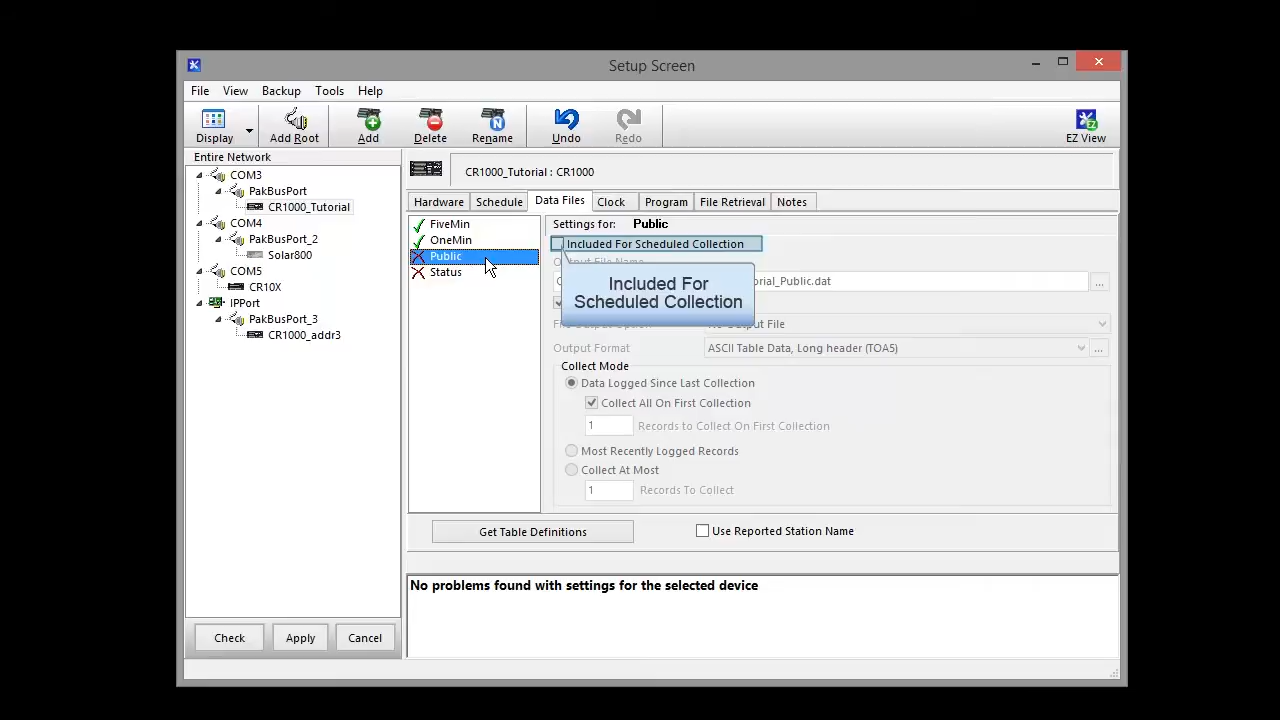 Setup Screen
File View Backup Tools Help
Display Add Root Add Delete Rename Undo Redo EZ View
Entire Network
COM3
PakBusPort
CR1000_Tutorial
COM4
PakBusPort_2
Solar800
COM5
CR10X
IPPort
PakBusPort_3
CR1000_addr3
CR1000_Tutorial : CR1000
Hardware Schedule Data Files Clock Program File Retrieval Notes
FiveMin
OneMin
Public
Status
Settings for: Public
Included For Scheduled Collection
Output File Name
orial_Public.dat ...
Included For
Scheduled Collection
No Output File
Output Format ASCII Table Data, Long header (TOA5) ...
Collect Mode
Data Logged Since Last Collection
Collect All On First Collection
1 Records to Collect On First Collection
Most Recently Logged Records
Collect At Most
1 Records To Collect
Get Table Definitions Use Reported Station Name
No problems found with settings for the selected device
Check Apply Cancel